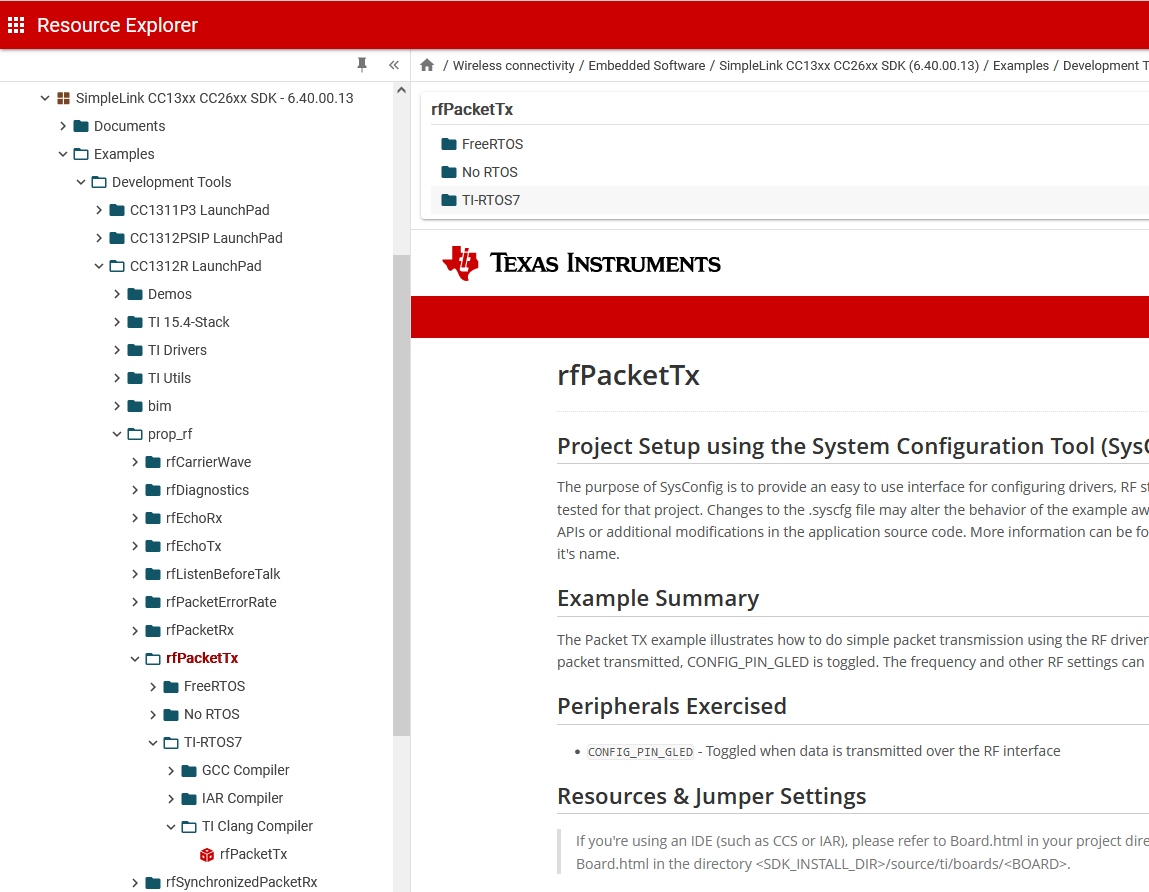 Resource Explorer
/ Wireless connectivity / Embedded Software / SimpleLink CC13xx CC26xx SDK (6.40.00.13) / Examples / Development T
SimpleLink CC13xx CC26xx SDK - 6.40.00.13
Documents
Examples
Development Tools
CC1311P3 LaunchPad
CC1312PSIP LaunchPad
CC1312R LaunchPad
Demos
TI 15.4-Stack
TI Drivers
TI Utils
bim
prop_rf
rfCarrierWave
rfDiagnostics
rfEchoRx
rfEchoTx
rfListenBeforeTalk
rfPacketErrorRate
rfPacketRx
rfPacketTx
FreeRTOS
No RTOS
TI-RTOS7
GCC Compiler
IAR Compiler
TI Clang Compiler
rfPacketTx
rfSynchronizedPacketRx
rfPacketTx
FreeRTOS
No RTOS
TI-RTOS7
TEXAS INSTRUMENTS
rfPacketTx
Project Setup using the System Configuration Tool (SysC
The purpose of SysConfig is to provide an easy to use interface for configuring drivers, RF st
tested for that project. Changes to the .syscfg file may alter the behavior of the example aw
APIs or additional modifications in the application source code. More information can be fo
it's name.
Example Summary
The Packet TX example illustrates how to do simple packet transmission using the RF driver
packet transmitted, CONFIG_PIN_GLED is toggled. The frequency and other RF settings can
Peripherals Exercised
• CONFIG_PIN_GLED - Toggled when data is transmitted over the RF interface
Resources & Jumper Settings
If you're using an IDE (such as CCS or IAR), please refer to Board.html in your project dire
Board.html in the directory <SDK_INSTALL_DIR>/source/ti/boards/<BOARD>.